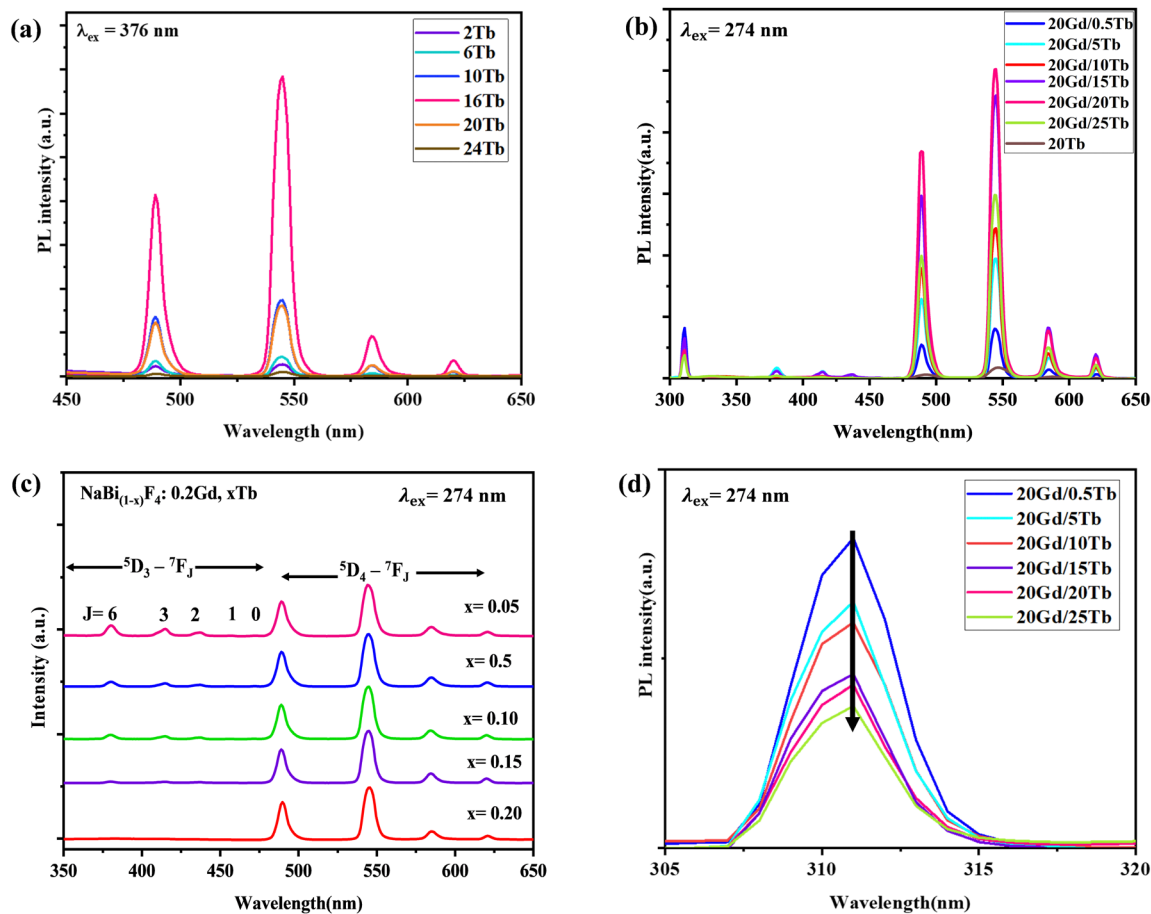 (a)
λex = 376 nm
2Tb
6Tb
10Tb
16Tb
20Tb
24Tb
PL intensity (a.u.)
450 500 550 600 650
Wavelength (nm)
(b)
λex= 274 nm
20Gd/0.5Tb
20Gd/5Tb
20Gd/10Tb
20Gd/15Tb
20Gd/20Tb
20Gd/25Tb
20Tb
PL intensity(a.u.)
300 350 400 450 500 550 600 650
Wavelength(nm)
(c)
NaBi(1-x)F4: 0.2Gd, xTb
λex= 274 nm
5D3 – 7FJ
5D4 – 7FJ
J= 6 3 2 1 0
x= 0.05
x= 0.5
x= 0.10
x= 0.15
x= 0.20
Intensity (a.u.)
350 400 450 500 550 600 650
Wavelength(nm)
(d)
λex= 274 nm
20Gd/0.5Tb
20Gd/5Tb
20Gd/10Tb
20Gd/15Tb
20Gd/20Tb
20Gd/25Tb
PL intensity(a.u.)
305 310 315 320
Wavelength(nm)